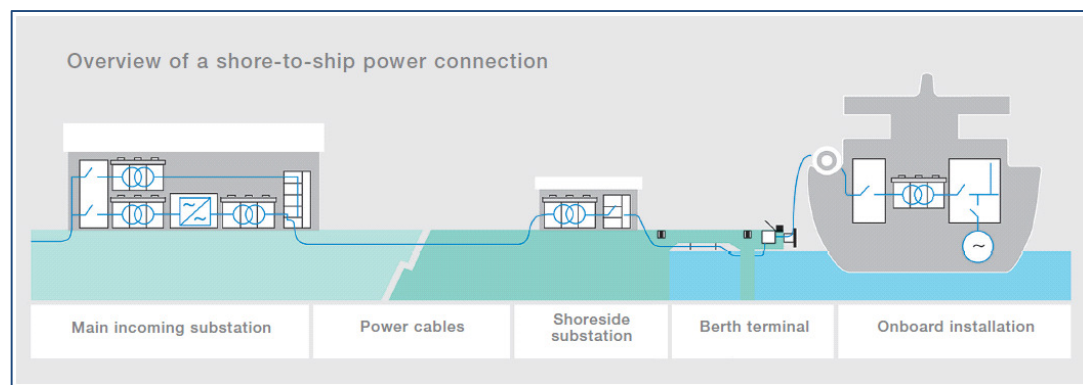 Overview of a shore-to-ship power connection
Main incoming substation
Power cables
Shoreside
substation
Berth terminal
Onboard installation